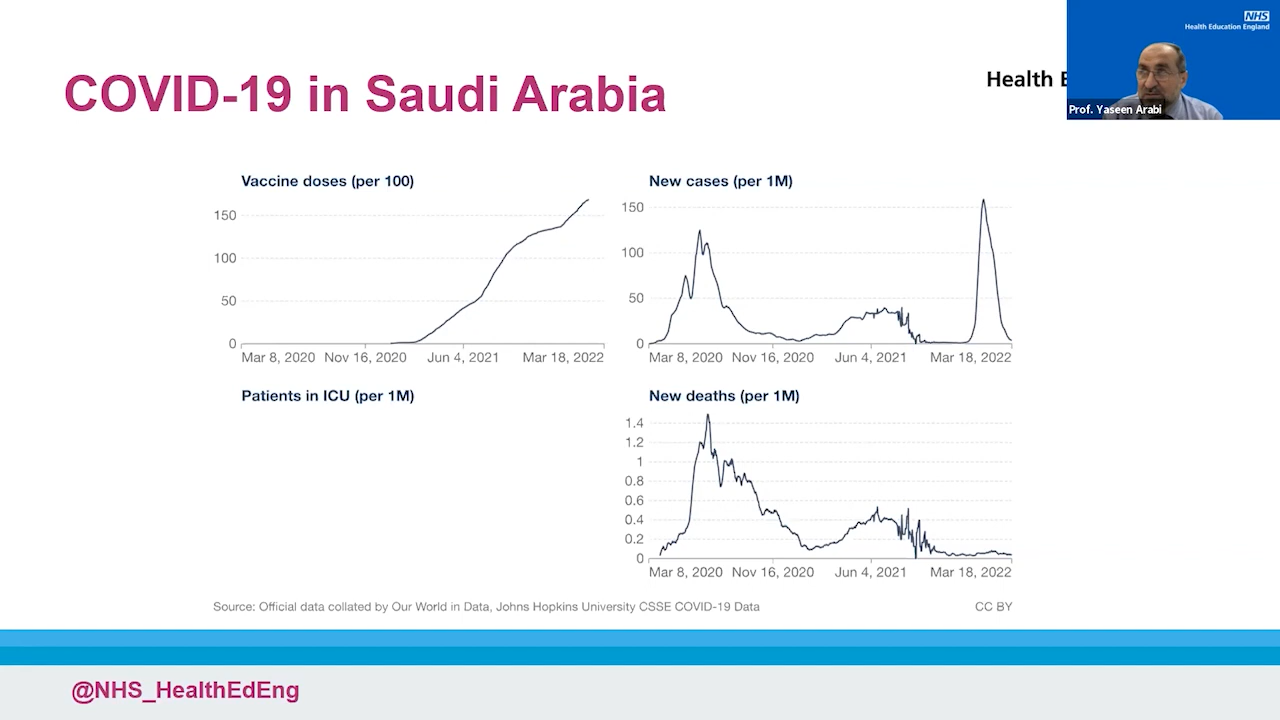 COVID-19 in Saudi Arabia
Health E
NHS
Health Education England
Prof. Yaseen Arabi
Vaccine doses (per 100)
150
100
50
0
Mar 8, 2020 Nov 16, 2020 Jun 4, 2021 Mar 18, 2022
New cases (per 1M)
150
100
50
0
Mar 8, 2020 Nov 16, 2020 Jun 4, 2021 Mar 18, 2022
Patients in ICU (per 1M)
New deaths (per 1M)
1.4
1.2
1
0.8
0.6
0.4
0.2
0
Mar 8, 2020 Nov 16, 2020 Jun 4, 2021 Mar 18, 2022
Source: Official data collated by Our World in Data, Johns Hopkins University CSSE COVID-19 Data
CC BY
@NHS_HealthEdEng